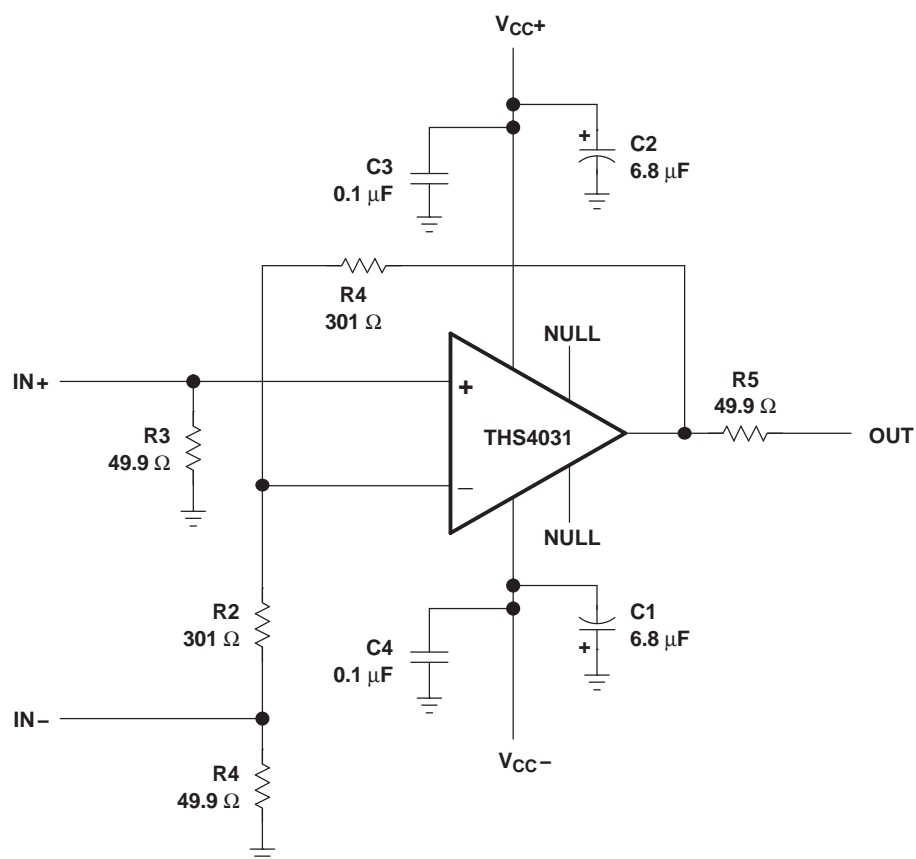 VCC+
C3
0.1 μF
+
C2
6.8 μF
R4
301 Ω
NULL
IN+
+
R5
49.9 Ω
R3
49.9 Ω
THS4031
OUT
−
NULL
R2
301 Ω
C4
0.1 μF
C1
6.8 μF
+
IN−
VCC−
R4
49.9 Ω